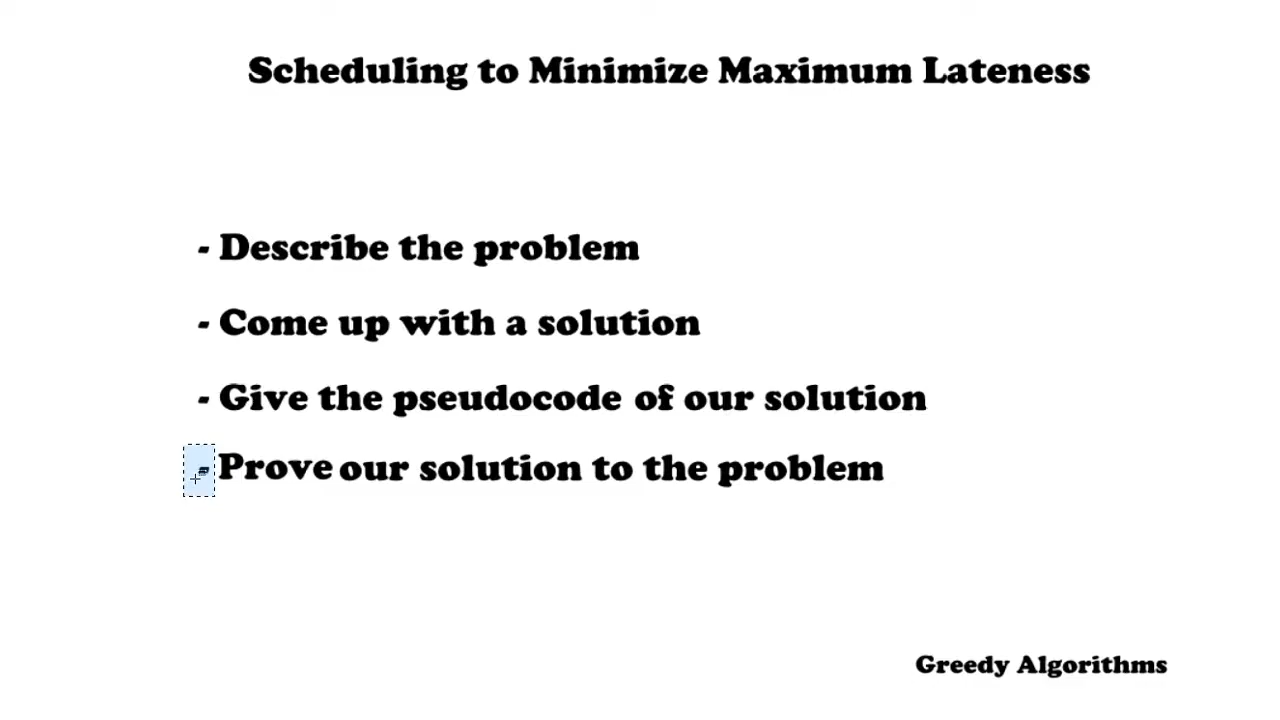 Scheduling to Minimize Maximum Lateness
- Describe the problem
- Come up with a solution
- Give the pseudocode of our solution
- Prove our solution to the problem
Greedy Algorithms